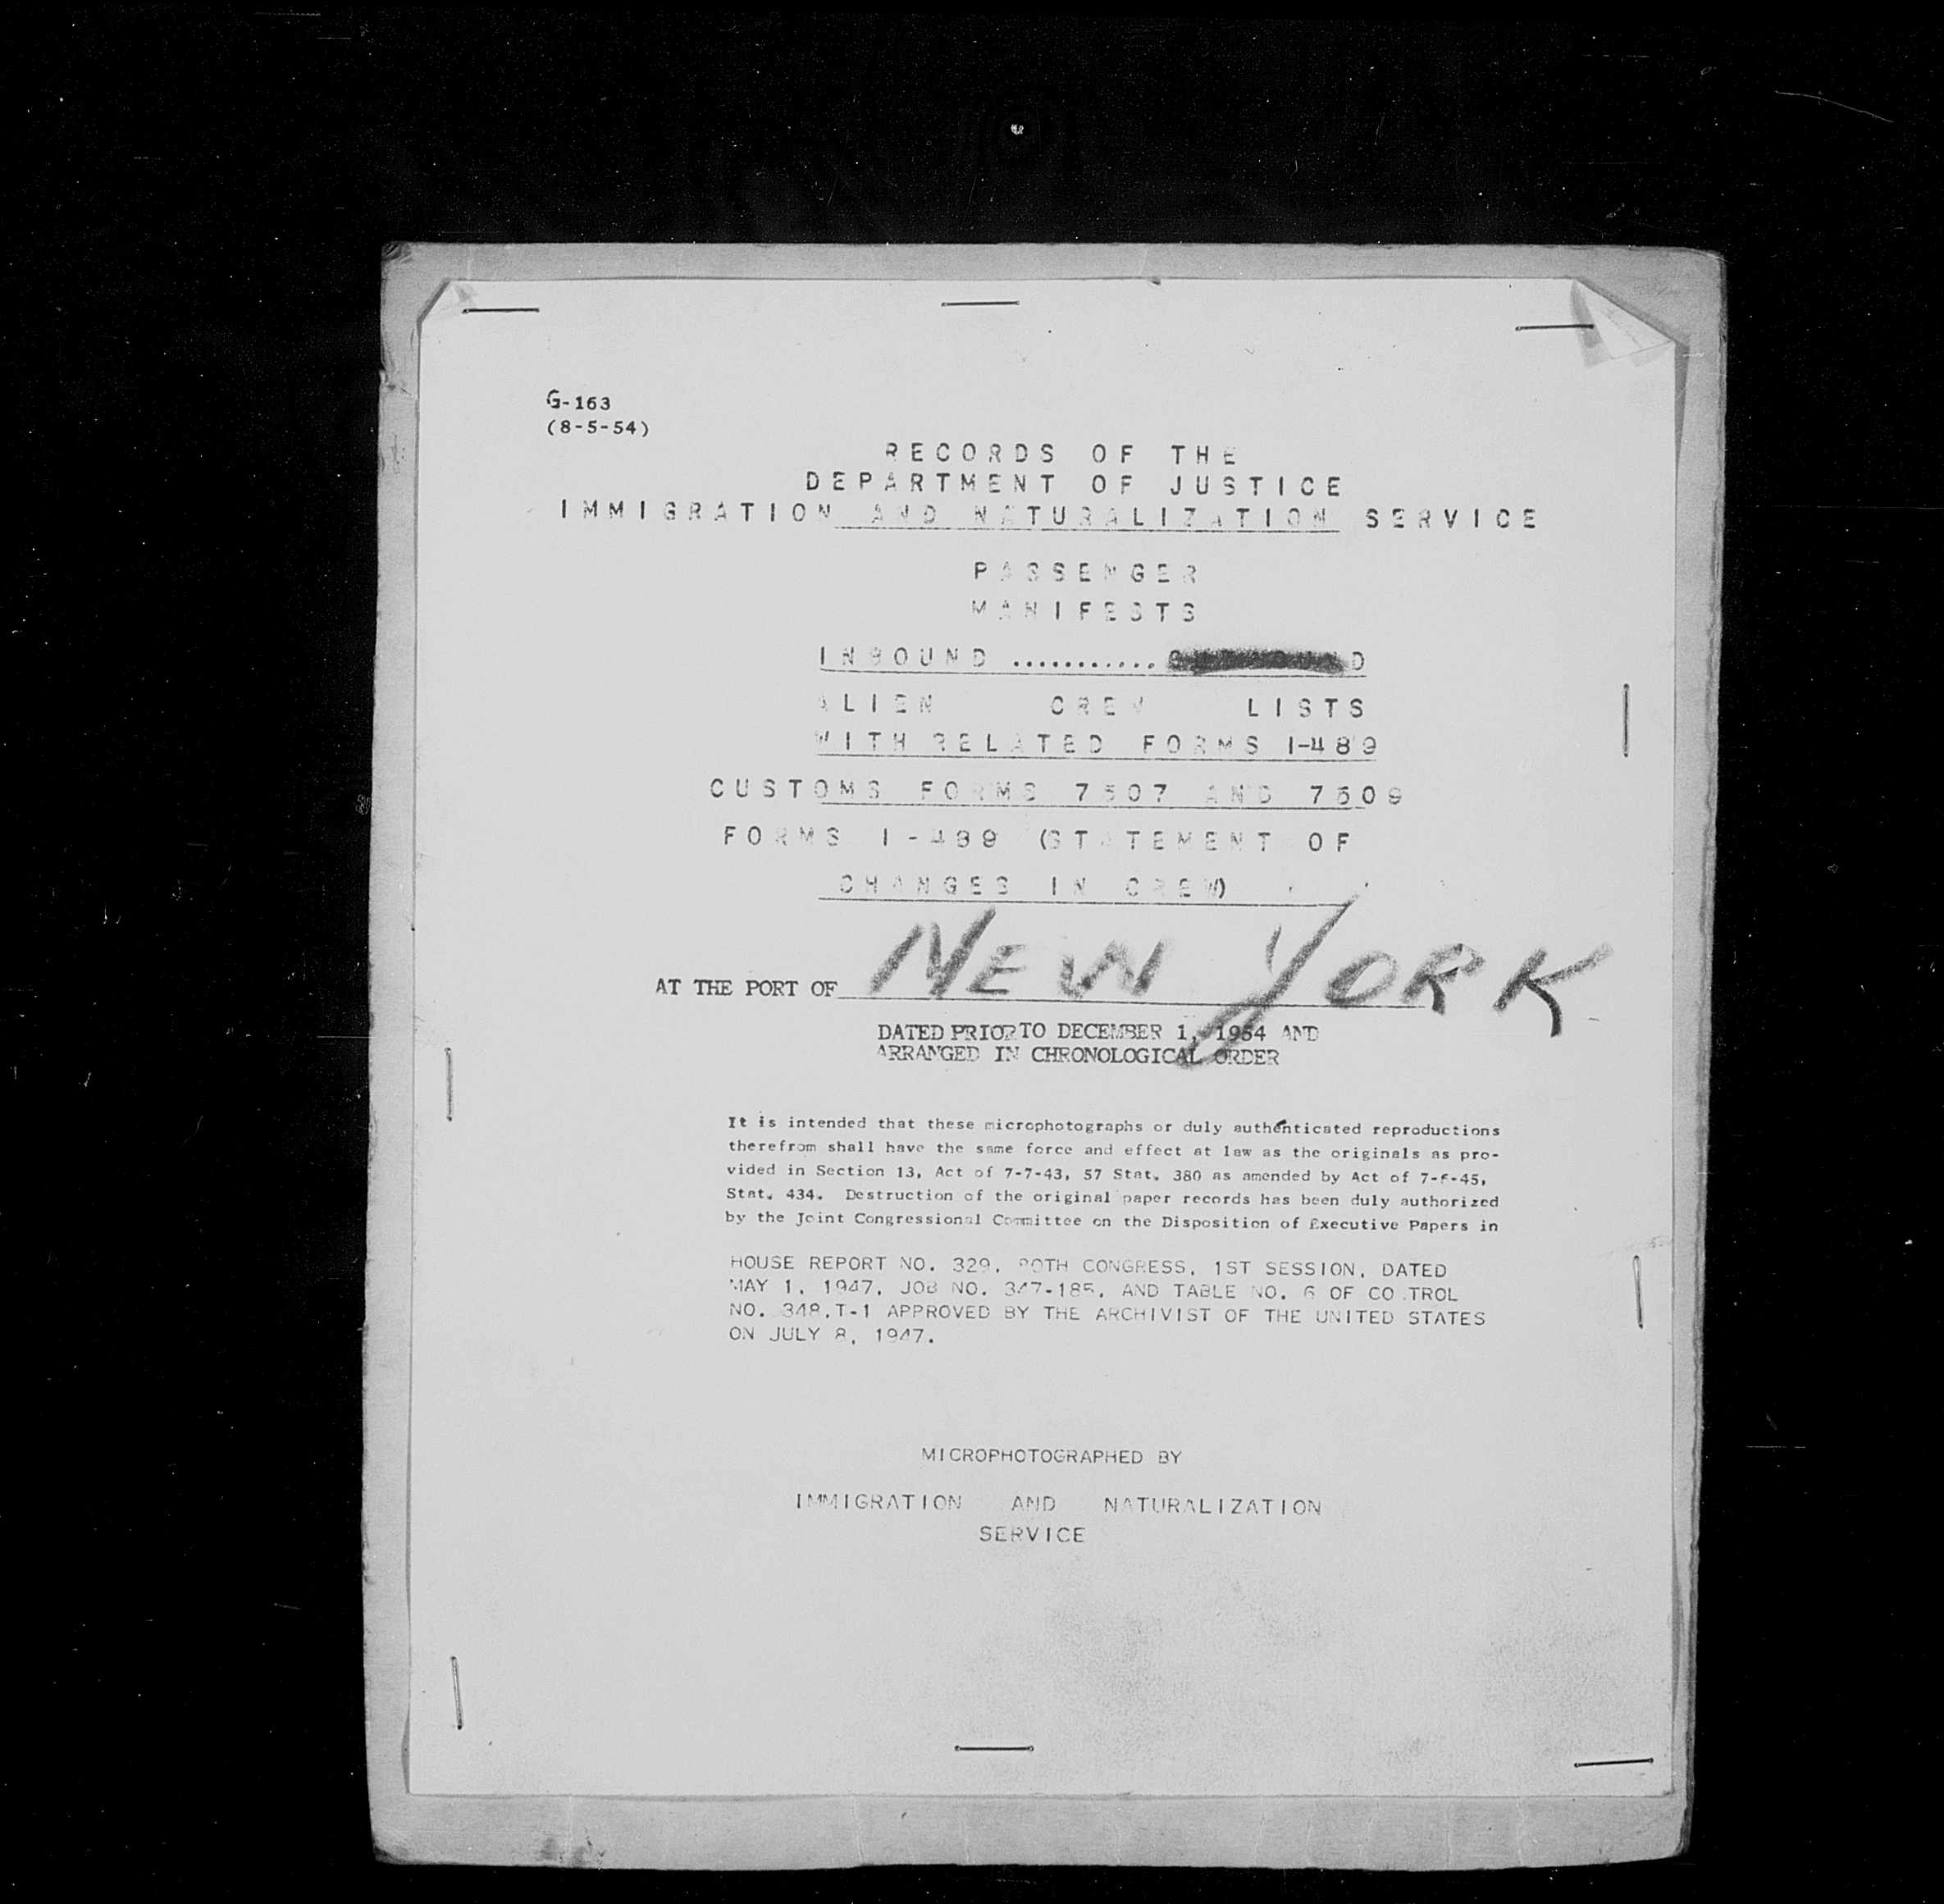 G-163
(8-5-54)
RECORDS OF THE
DEPARTMENT OF JUSTICE
IMMIGRATION AND NATURALIZATION SERVICE
PASSENGER
MANIFESTS
INBOUND ...........
ALIEN CREW LISTS
WITH RELATED FORMS I-489
CUSTOMS FORMS 7507 AND 7509
FORMS I-489 (STATEMENT OF
CHANGES IN CREW)
AT THE PORT OF NEW YORK
DATED PRIOR TO DECEMBER 1, 1954 AND
ARRANGED IN CHRONOLOGICAL ORDER
It is intended that these microphotographs or duly authenticated reproductions
therefrom shall have the same force and effect at law as the originals as pro-
vided in Section 13, Act of 7-7-43, 57 Stat. 380 as amended by Act of 7-6-45,
Stat. 434. Destruction of the original paper records has been duly authorized
by the Joint Congressional Committee on the Disposition of Executive Papers in
HOUSE REPORT NO. 329, 80TH CONGRESS, 1ST SESSION, DATED
MAY 1, 1947, JOB NO. 347-185, AND TABLE NO. 6 OF CO TROL
NO. 348,T-1 APPROVED BY THE ARCHIVIST OF THE UNITED STATES
ON JULY 8, 1947.
MICROPHOTOGRAPHED BY
IMMIGRATION AND NATURALIZATION
SERVICE